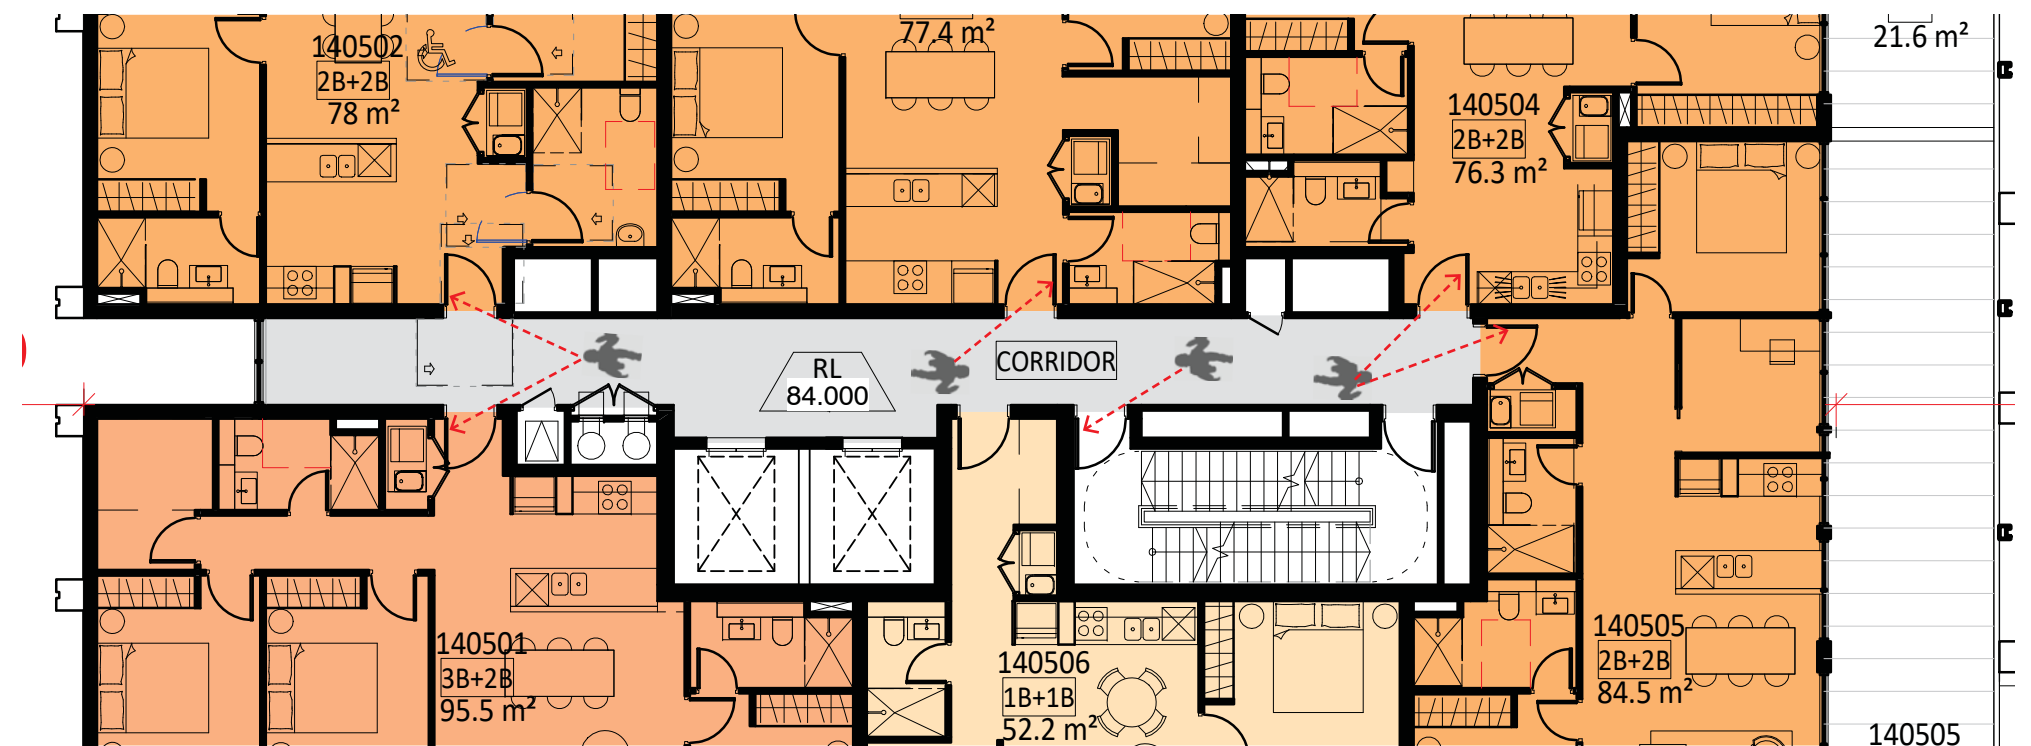 140502
2B+2B
78 m²
77.4 m²
140504
2B+2B
76.3 m²
21.6 m²
RL
84.000
CORRIDOR
140501
3B+2B
95.5 m²
140506
1B+1B
52.2 m²
140505
2B+2B
84.5 m²
140505